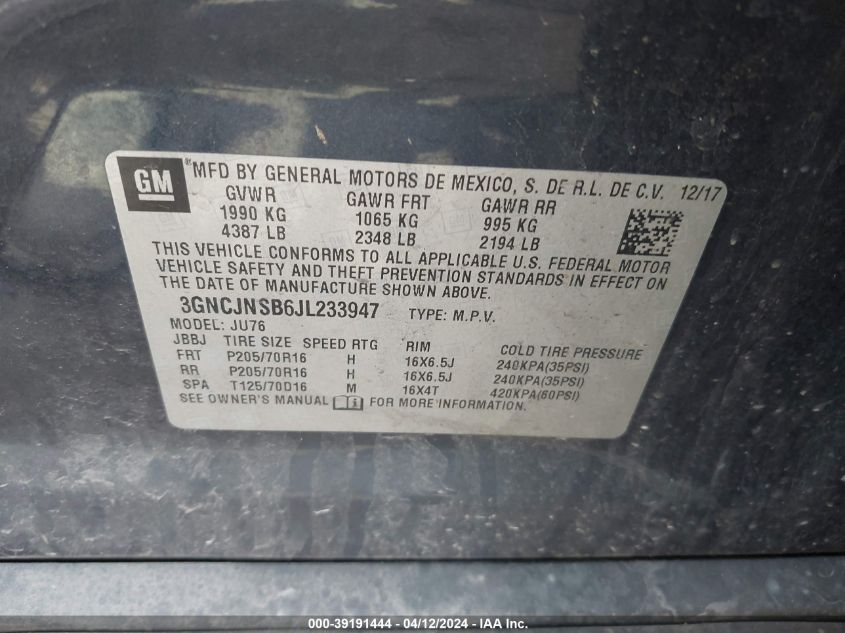 GM ® MFD BY GENERAL MOTORS DE MEXICO, S. DE R.L. DE C.V. 12/17
GVWR GAWR FRT GAWR RR
1990 KG 1065 KG 995 KG
4387 LB 2348 LB 2194 LB
THIS VEHICLE CONFORMS TO ALL APPLICABLE U.S. FEDERAL MOTOR
VEHICLE SAFETY AND THEFT PREVENTION STANDARDS IN EFFECT ON
THE DATE OF MANUFACTURE SHOWN ABOVE.
3GNCJNSB6JL233947 TYPE: M.P.V.
MODEL: JU76
JBBJ TIRE SIZE SPEED RTG RIM COLD TIRE PRESSURE
FRT P205/70R16 H 16X6.5J 240KPA(35PSI)
RR P205/70R16 H 16X6.5J 240KPA(35PSI)
SPA T125/70D16 M 16X4T 420KPA(60PSI)
SEE OWNER'S MANUAL FOR MORE INFORMATION.
000-39191444 - 04/12/2024 - IAA Inc.